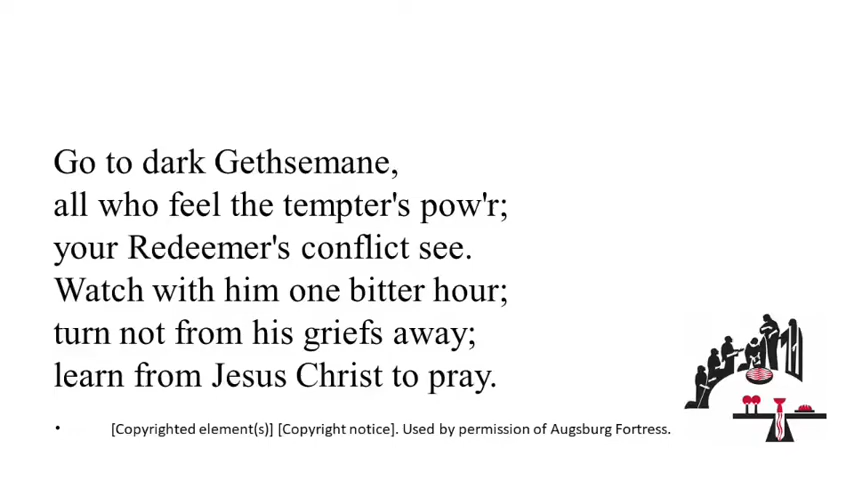 Go to dark Gethsemane,
all who feel the tempter's pow'r;
your Redeemer's conflict see.
Watch with him one bitter hour;
turn not from his griefs away;
learn from Jesus Christ to pray.
• [Copyrighted element(s)] [Copyright notice]. Used by permission of Augsburg Fortress.